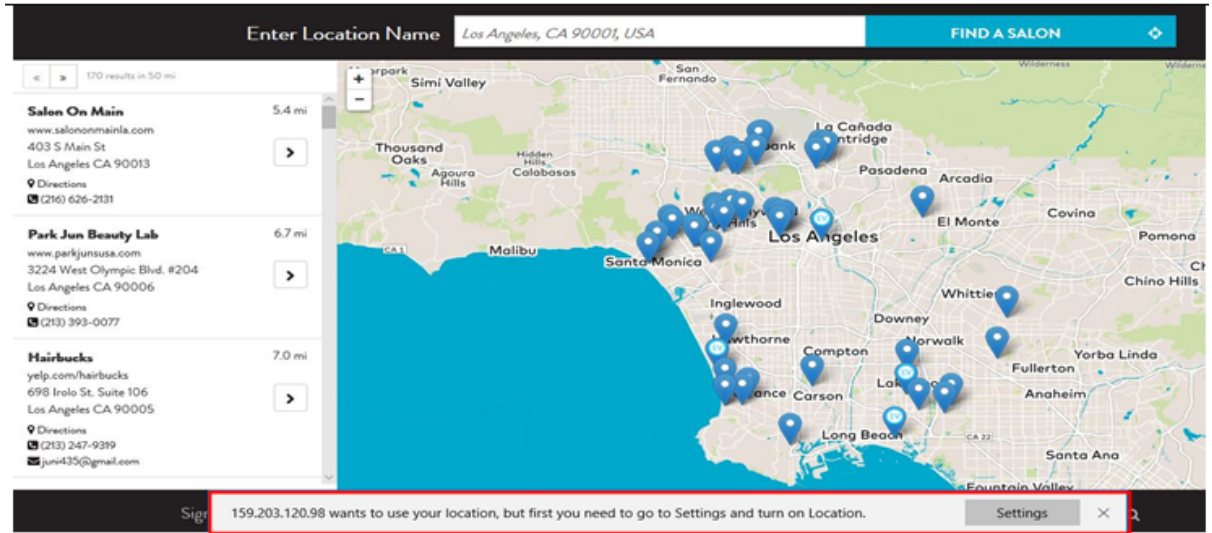 Enter Location Name
Los Angeles, CA 90001, USA
FIND A SALON
« »
170 results in 50 mi
Salon On Main
5.4 mi
www.salononmainla.com
403 S Main St
Los Angeles CA 90013
Directions
(216) 626-2131
Park Jun Beauty Lab
6.7 mi
www.parkjunsusa.com
3224 West Olympic Blvd. #204
Los Angeles CA 90006
Directions
(213) 393-0077
Hairbucks
7.0 mi
yelp.com/hairbucks
698 Irolo St. Suite 106
Los Angeles CA 90005
Directions
(213) 247-9319
juni435@gmail.com
+
−
Simi Valley
San
Fernando
Wilderness
Thousand
Oaks
Hidden
Hills
Calabasas
Agoura
Hills
La Cañada
Pasadena
Arcadia
El Monte
Covina
Pomona
Los Angeles
CA 1
Malibu
Santa Monica
Chino Hills
Inglewood
Whittier
Downey
Norwalk
Compton
Yorba Linda
Fullerton
Carson
Anaheim
Long Beach
CA 22
Santa Ana
Fountain Valley
159.203.120.98 wants to use your location, but first you need to go to Settings and turn on Location.
Settings